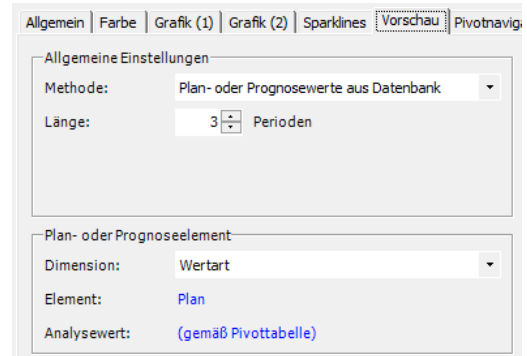 Allgemein Farbe Grafik (1) Grafik (2) Sparklines Vorschau Pivotnaviga
Allgemeine Einstellungen
Methode: Plan- oder Prognosewerte aus Datenbank
Länge: 3 Perioden
Plan- oder Prognoseelement
Dimension: Wertart
Element: Plan
Analysewert: (gemäß Pivottabelle)